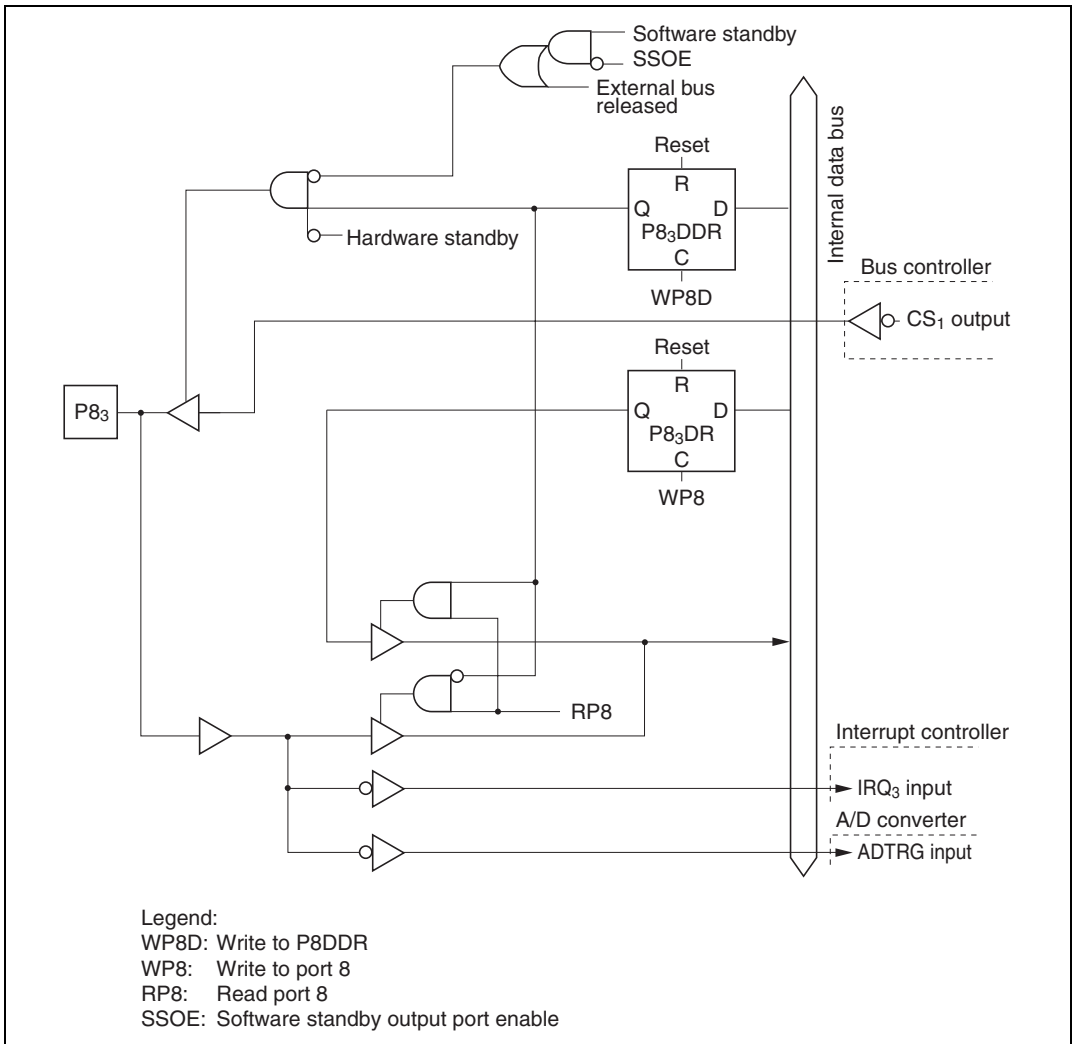 Software standby
SSOE
External bus
released
Internal data bus
Reset
R
Q D
P8₃DDR
C
WP8D
Hardware standby
Bus controller
CS₁ output
Reset
R
Q D
P8₃DR
C
WP8
P8₃
RP8
Interrupt controller
IRQ₃ input
A/D converter
ADTRG input
Legend:
WP8D: Write to P8DDR
WP8: Write to port 8
RP8: Read port 8
SSOE: Software standby output port enable